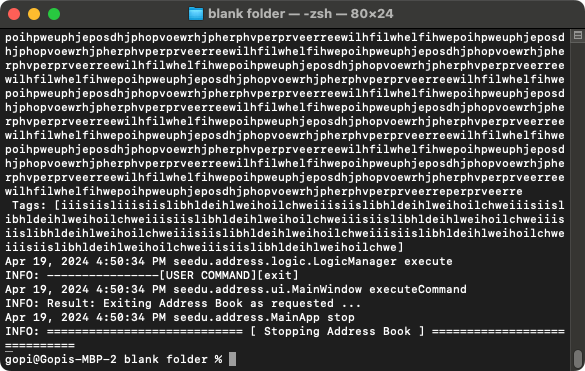 blank folder — -zsh — 80×24
poihpweuphjeposdhjphopvoewrhjpherphvperprveerreewilhfilwhelfihwepoihpweuphjeposd
hjphopvoewrhjpherphvperprveerreewilhfilwhelfihwepoihpweuphjeposdhjphopvoewrhjphe
rphvperprveerreewilhfilwhelfihwepoihpweuphjeposdhjphopvoewrhjpherphvperprveerree
wilhfilwhelfihwepoihpweuphjeposdhjphopvoewrhjpherphvperprveerreewilhfilwhelfihwe
poihpweuphjeposdhjphopvoewrhjpherphvperprveerreewilhfilwhelfihwepoihpweuphjeposd
hjphopvoewrhjpherphvperprveerreewilhfilwhelfihwepoihpweuphjeposdhjphopvoewrhjphe
rphvperprveerreewilhfilwhelfihwepoihpweuphjeposdhjphopvoewrhjpherphvperprveerree
wilhfilwhelfihwepoihpweuphjeposdhjphopvoewrhjpherphvperprveerreewilhfilwhelfihwe
poihpweuphjeposdhjphopvoewrhjpherphvperprveerreewilhfilwhelfihwepoihpweuphjeposd
hjphopvoewrhjpherphvperprveerreewilhfilwhelfihwepoihpweuphjeposdhjphopvoewrhjphe
rphvperprveerreewilhfilwhelfihwepoihpweuphjeposdhjphopvoewrhjpherphvperprveerree
wilhfilwhelfihwepoihpweuphjeposdhjphopvoewrhjpherphvperprveerreperprveerre
Tags: [iiisiisliiisiislibhldeihlweihoilchweiiisiislibhldeihlweihoilchweiiisiisl
ibhldeihlweihoilchweiiisiislibhldeihlweihoilchweiiisiislibhldeihlweihoilchweiiis
iislibhldeihlweihoilchweiiisiislibhldeihlweihoilchweiiisiislibhldeihlweihoilchwe
iiisiislibhldeihlweihoilchweiiisiislibhldeihlweihoilchwe]
Apr 19, 2024 4:50:34 PM seedu.address.logic.LogicManager execute
INFO: ----------------[USER COMMAND][exit]
Apr 19, 2024 4:50:34 PM seedu.address.ui.MainWindow executeCommand
INFO: Result: Exiting Address Book as requested ...
Apr 19, 2024 4:50:34 PM seedu.address.MainApp stop
INFO: ============================ [ Stopping Address Book ] ===================
==========
gopi@Gopis-MBP-2 blank folder %